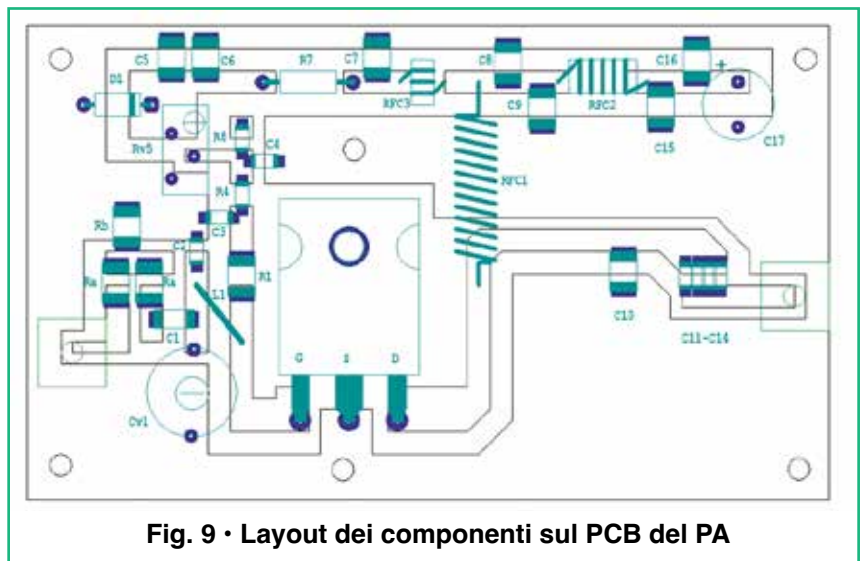 C5
C6
R7
C7
C8
C16
D1
RFC3
C9
RFC2
C15
C17
+
Rv5
R6
C4
R4
RFC1
C3
Rb
C2
R1
Ra
Ra
L1
C1
C13
C11-C14
G
S
D
Cv1
Fig. 9 · Layout dei componenti sul PCB del PA